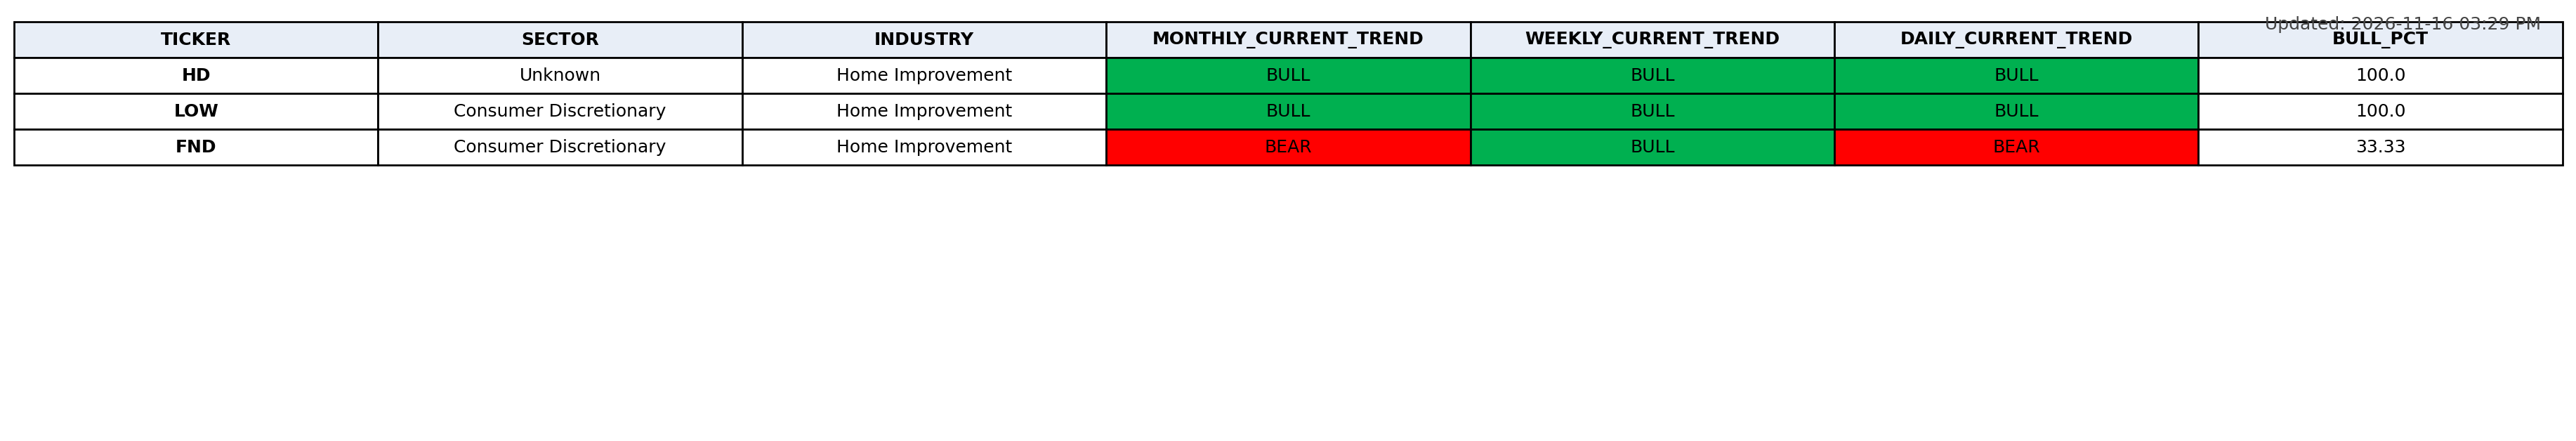 Updated: 2026-11-16 03:29 PM
TICKER SECTOR INDUSTRY MONTHLY_CURRENT_TREND WEEKLY_CURRENT_TREND DAILY_CURRENT_TREND BULL_PCT
HD Unknown Home Improvement BULL BULL BULL 100.0
LOW Consumer Discretionary Home Improvement BULL BULL BULL 100.0
FND Consumer Discretionary Home Improvement BEAR BULL BEAR 33.33